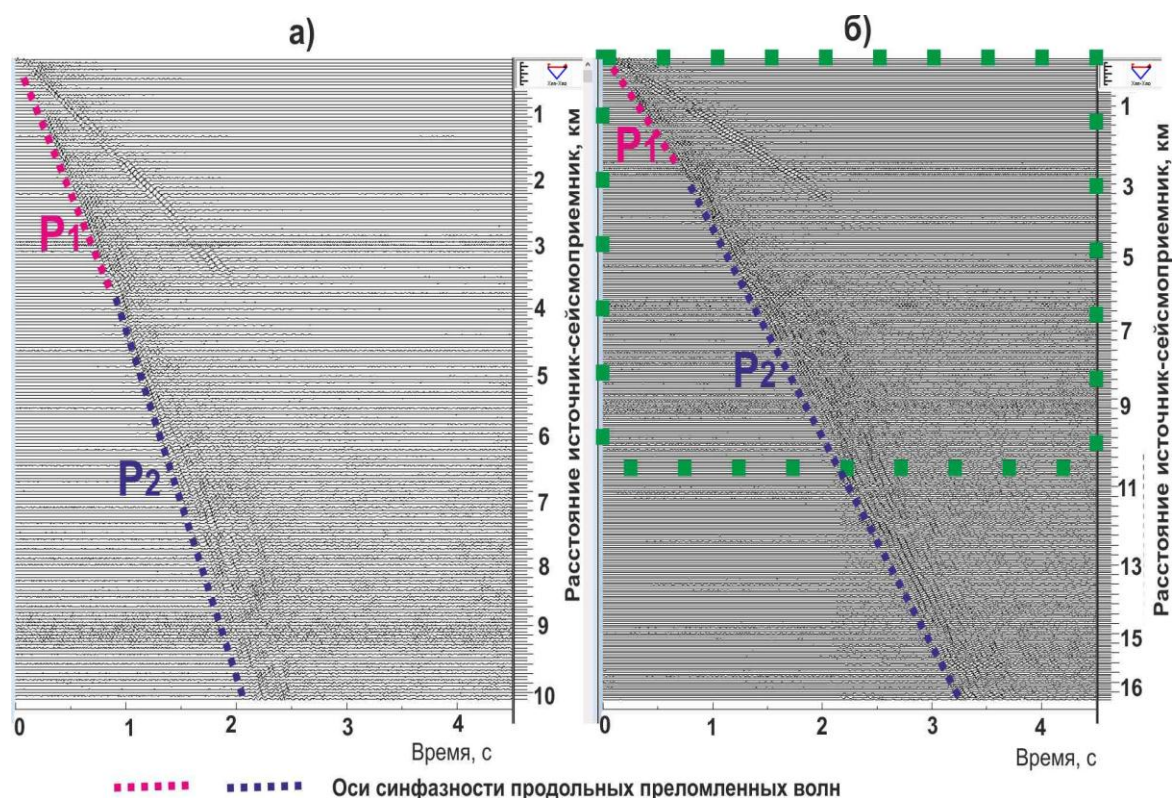 а)
б)
1
2
3
4
5
6
7
8
9
10
Расстояние источник-сейсмоприемник, км
P1
P2
0
1
2
3
4
Время, с
1
3
5
7
9
11
13
15
16
Расстояние источник-сейсмоприемник, км
P1
P2
0
1
2
3
4
Время, с
Оси синфазности продольных преломленных волн